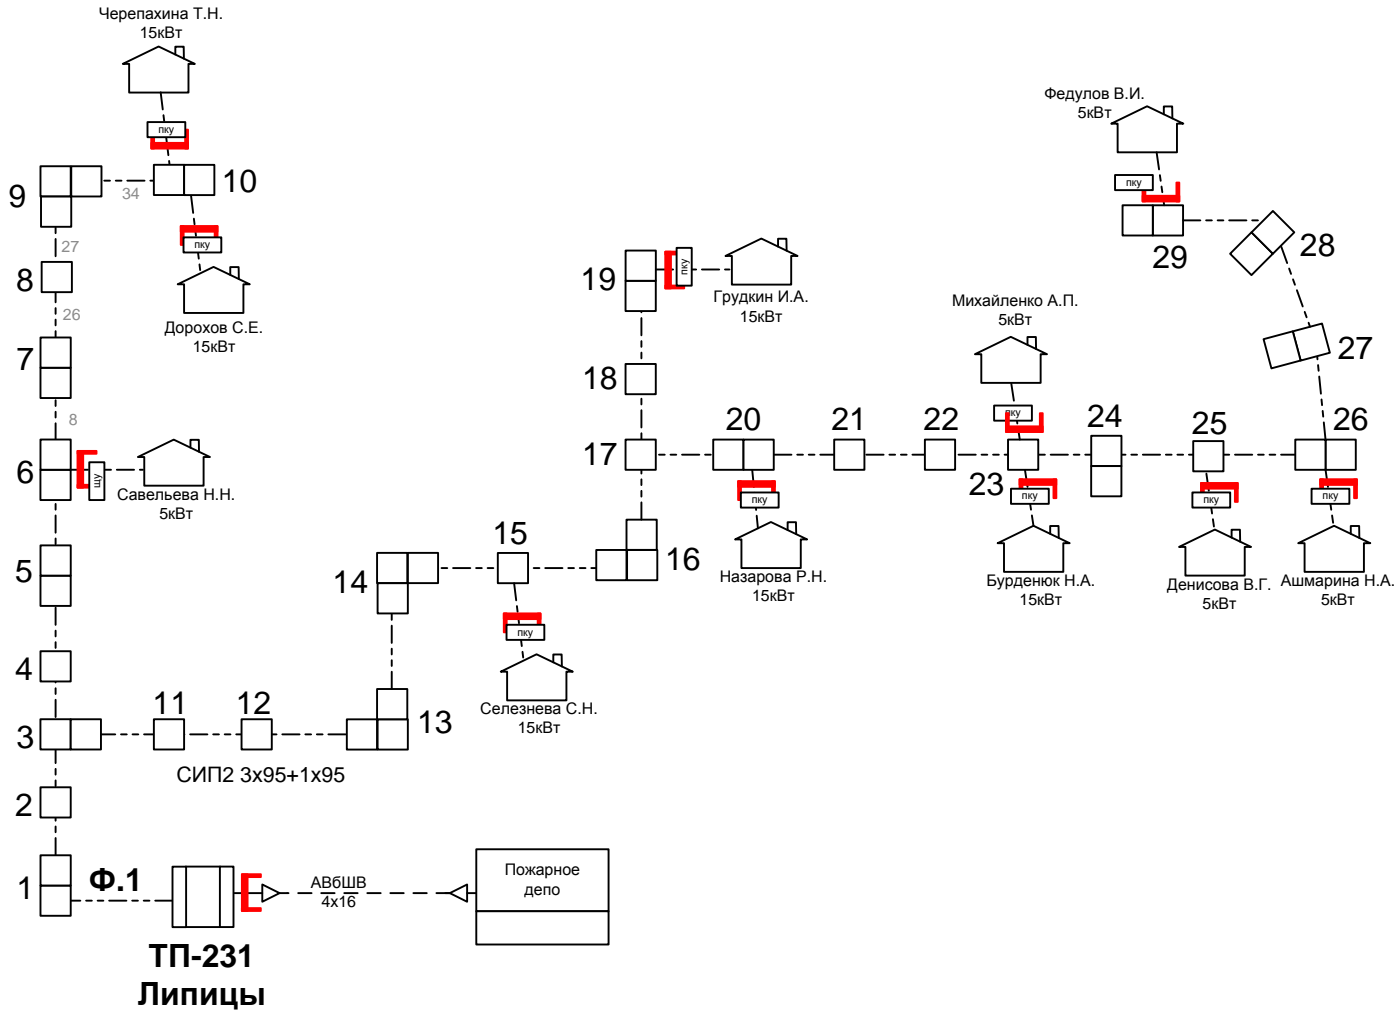 Черепахина Т.Н.
15кВт
пку
9
34
10
27
пку
8
Дорохов С.Е.
15кВт
26
7
8
6
щу
Савельева Н.Н.
5кВт
5
4
3
11
12
13
СИП2 3х95+1х95
2
1
Ф.1
ТП-231
Липицы
АВбШВ
4х16
Пожарное
депо
14
15
16
пку
Селезнева С.Н.
15кВт
17
18
19
пку
Грудкин И.А.
15кВт
20
21
22
23
24
25
26
пку
Назарова Р.Н.
15кВт
Михайленко А.П.
5кВт
пку
пку
Бурденюк Н.А.
15кВт
пку
Денисова В.Г.
5кВт
пку
Ашмарина Н.А.
5кВт
27
28
29
Федулов В.И.
5кВт
пку